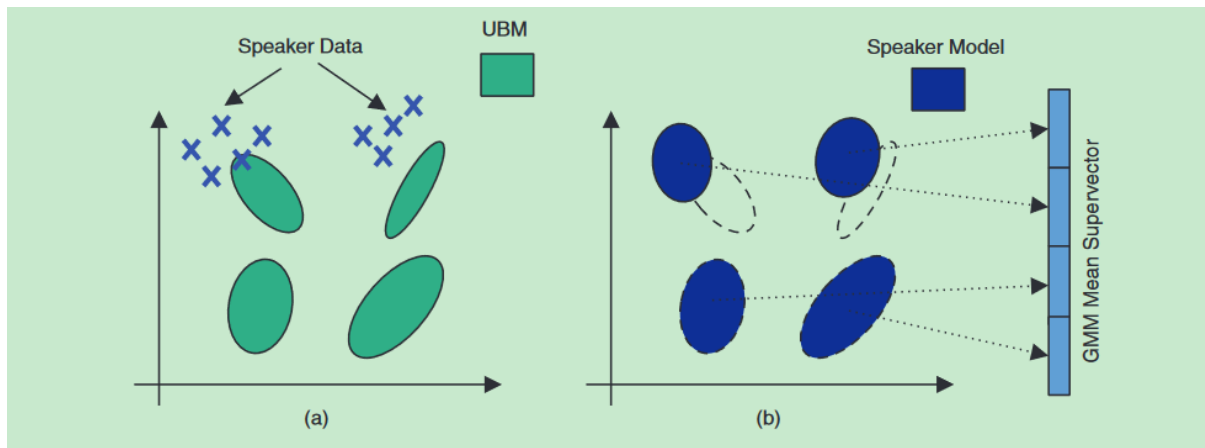 UBM
Speaker Data
(a)
Speaker Model
GMM Mean Supervector
(b)